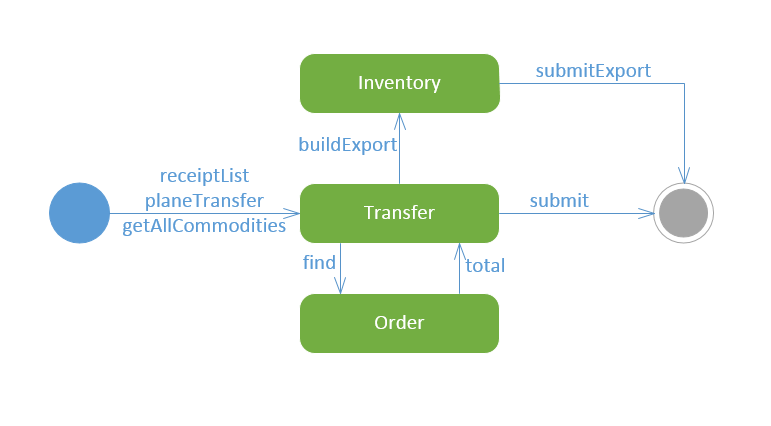 Inventory
submitExport
buildExport
receiptList
planeTransfer
getAllCommodities
Transfer
submit
find
total
Order